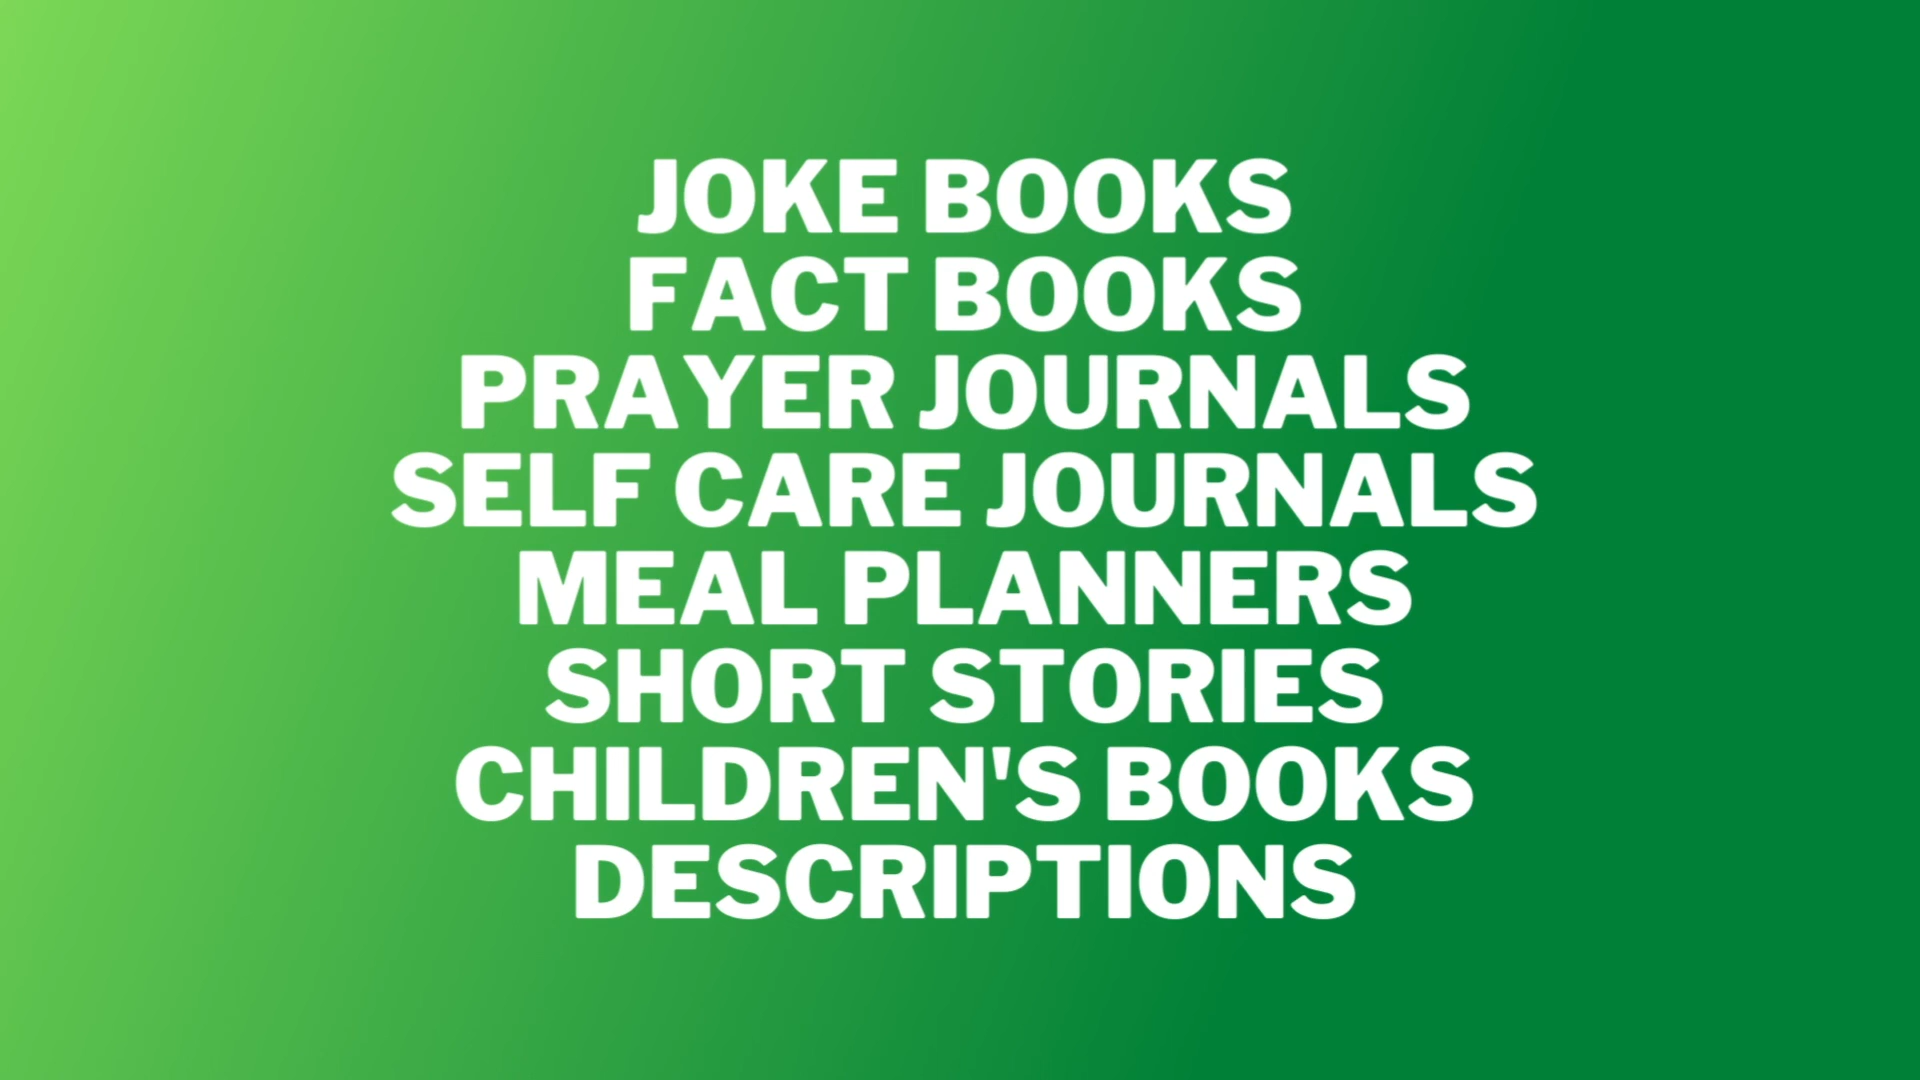 JOKE BOOKS
FACT BOOKS
PRAYER JOURNALS
SELF CARE JOURNALS
MEAL PLANNERS
SHORT STORIES
CHILDREN'S BOOKS
DESCRIPTIONS